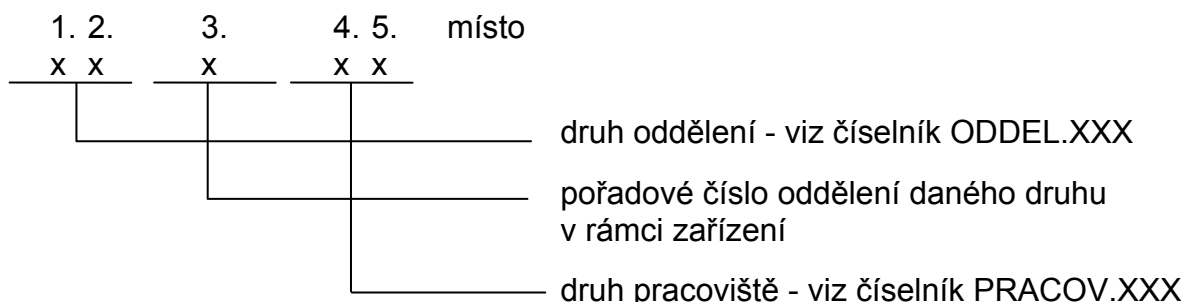 1. 2. 3. 4. 5. místo
x x x x x
druh oddělení - viz číselník ODDEL.XXX
pořadové číslo oddělení daného druhu
v rámci zařízení
druh pracoviště - viz číselník PRACOV.XXX